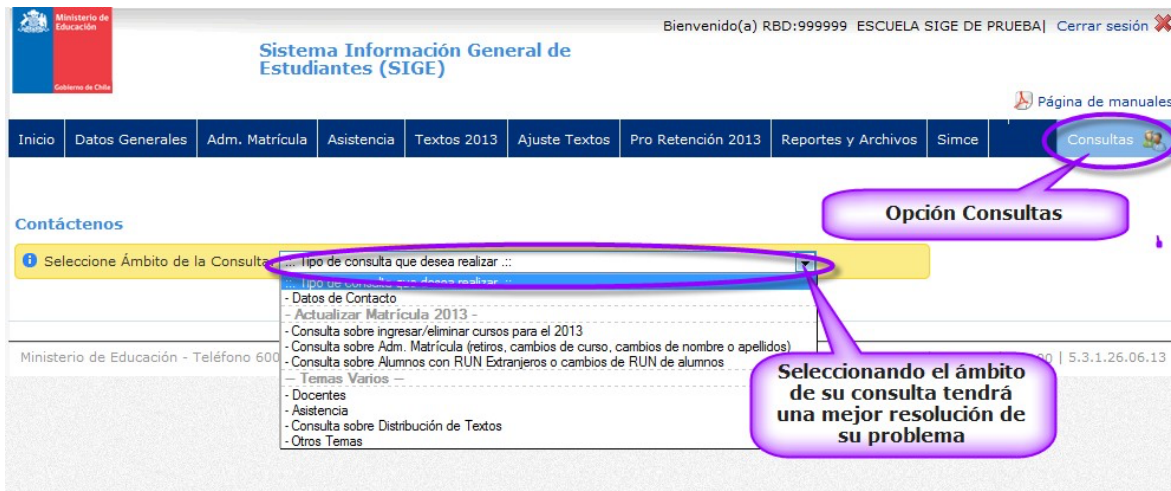 Ministerio de
Educación
Gobierno de Chile
Bienvenido(a) RBD:999999 ESCUELA SIGE DE PRUEBA| Cerrar sesión
Sistema Información General de
Estudiantes (SIGE)
Página de manuales
Inicio Datos Generales Adm. Matrícula Asistencia Textos 2013 Ajuste Textos Pro Retención 2013 Reportes y Archivos Simce Consultas
Opción Consultas
Contáctenos
Seleccione Ámbito de la Consulta .::. Tipo de consulta que desea realizar .::
.::. Tipo de consulta que desea realizar .::
- Datos de Contacto
- Actualizar Matrícula 2013 -
- Consulta sobre ingresar/eliminar cursos para el 2013
- Consulta sobre Adm. Matrícula (retiros, cambios de curso, cambios de nombre o apellidos)
- Consulta sobre Alumnos con RUN Extranjeros o cambios de RUN de alumnos
-- Temas Varios --
- Docentes
- Asistencia
- Consulta sobre Distribución de Textos
- Otros Temas
Ministerio de Educación - Teléfono 600 | 5.3.1.26.06.13
Seleccionando el ámbito
de su consulta tendrá
una mejor resolución de
su problema